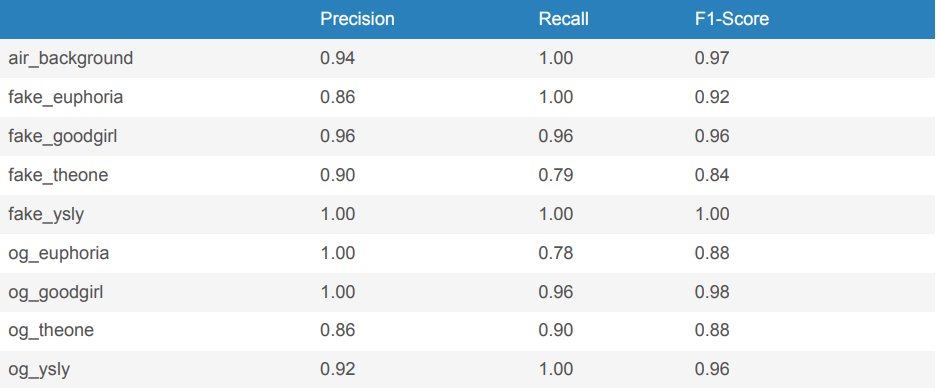 Precision Recall F1-Score
air_background 0.94 1.00 0.97
fake_euphoria 0.86 1.00 0.92
fake_goodgirl 0.96 0.96 0.96
fake_theone 0.90 0.79 0.84
fake_ysly 1.00 1.00 1.00
og_euphoria 1.00 0.78 0.88
og_goodgirl 1.00 0.96 0.98
og_theone 0.86 0.90 0.88
og_ysly 0.92 1.00 0.96